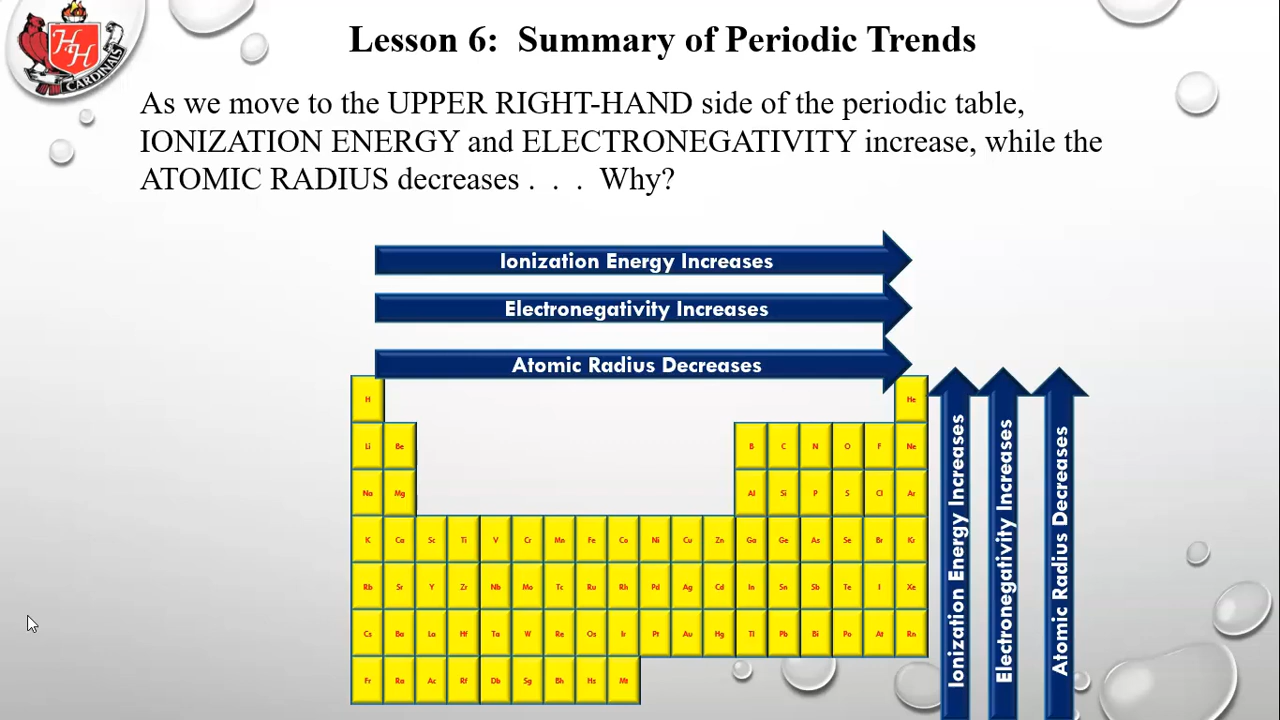 Lesson 6: Summary of Periodic Trends
H
H
CARDINALS
As we move to the UPPER RIGHT-HAND side of the periodic table,
IONIZATION ENERGY and ELECTRONEGATIVITY increase, while the
ATOMIC RADIUS decreases . . . Why?
Ionization Energy Increases
Electronegativity Increases
Atomic Radius Decreases
H He
Li Be B C N O F Ne
Na Mg Al Si P S Cl Ar
K Ca Sc Ti V Cr Mn Fe Co Ni Cu Zn Ga Ge As Se Br Kr
Rb Sr Y Zr Nb Mo Tc Ru Rh Pd Ag Cd In Sn Sb Te I Xe
Cs Ba La Hf Ta W Re Os Ir Pt Au Hg Tl Pb Bi Po At Rn
Fr Ra Ac Rf Db Sg Bh Hs Mt
Ionization Energy Increases
Electronegativity Increases
Atomic Radius Decreases